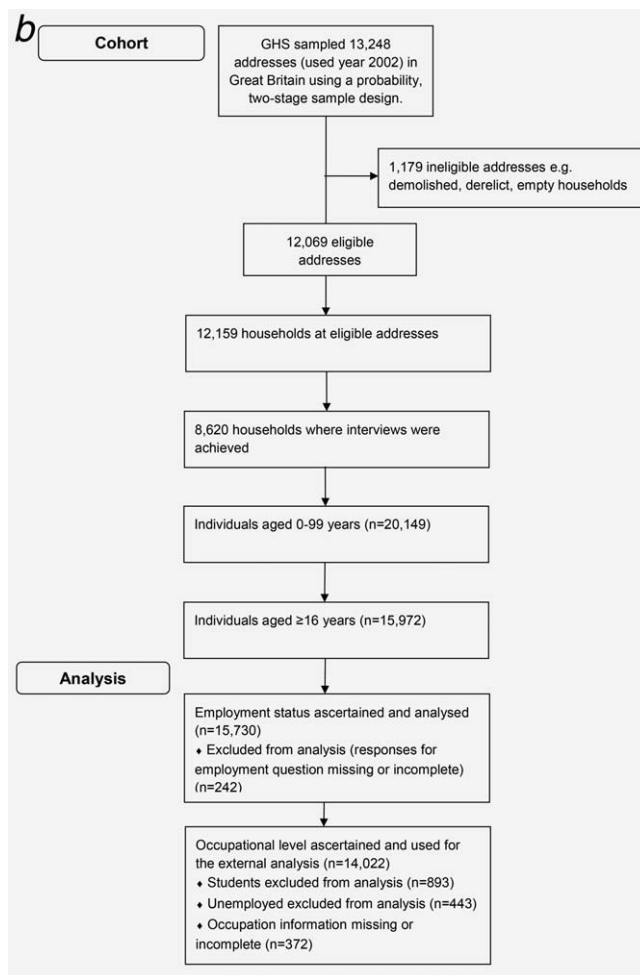 b
Cohort
GHS sampled 13,248
addresses (used year 2002) in
Great Britain using a probability,
two-stage sample design.
1,179 ineligible addresses e.g.
demolished, derelict, empty households
12,069 eligible
addresses
12,159 households at eligible addresses
8,620 households where interviews were
achieved
Individuals aged 0-99 years (n=20,149)
Individuals aged ≥16 years (n=15,972)
Analysis
Employment status ascertained and analysed
(n=15,730)
♦ Excluded from analysis (responses for
employment question missing or incomplete)
(n=242)
Occupational level ascertained and used for
the external analysis (n=14,022)
♦ Students excluded from analysis (n=893)
♦ Unemployed excluded from analysis (n=443)
♦ Occupation information missing or
incomplete (n=372)